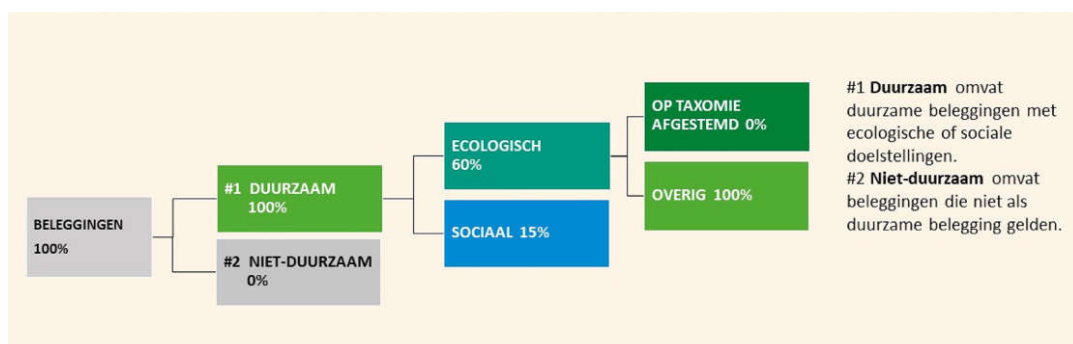 BELEGGINGEN
100%
#1 DUURZAAM
100%
#2 NIET-DUURZAAM
0%
ECOLOGISCH
60%
SOCIAAL 15%
OP TAXOMIE
AFGESTEMD 0%
OVERIG 100%
#1 Duurzaam omvat
duurzame beleggingen met
ecologische of sociale
doelstellingen.
#2 Niet-duurzaam omvat
beleggingen die niet als
duurzame belegging gelden.